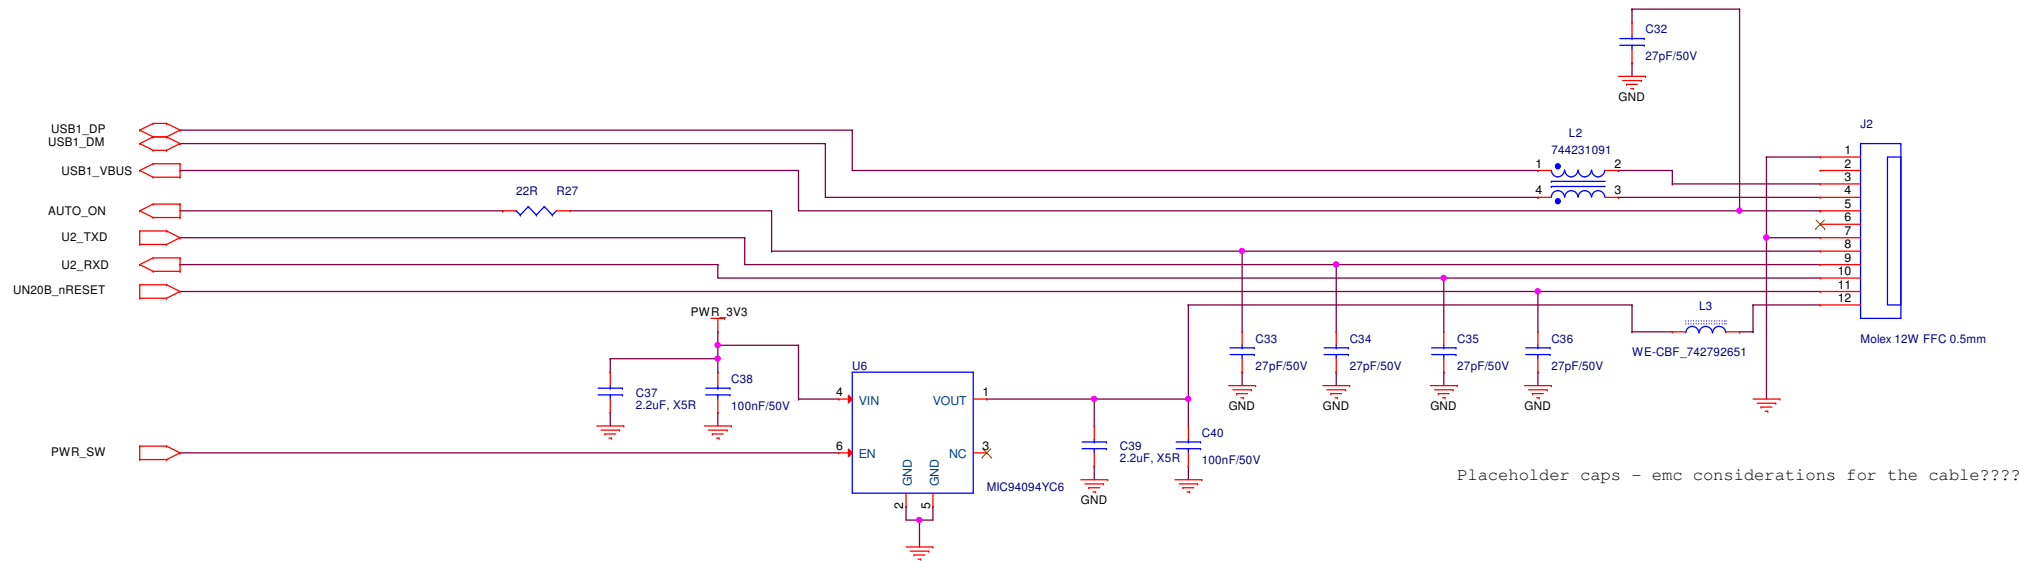 C32
27pF/50V
GND
USB1_DP
USB1_DM
USB1_VBUS
AUTO_ON
U2_TXD
U2_RXD
UN20B_nRESET
22R R27
L2
744231091
1 2
4 3
J2
1
2
3
4
5
6
7
8
9
10
11
12
Molex 12W FFC 0.5mm
L3
WE-CBF_742792651
PWR_3V3
C37
2.2uF, X5R
C38
100nF/50V
U6
4 VIN
VOUT 1
6 EN
NC 3
GND
GND
2
5
MIC94094YC6
PWR_SW
C33
27pF/50V
GND
C34
27pF/50V
GND
C35
27pF/50V
GND
C36
27pF/50V
GND
C39
2.2uF, X5R
GND
C40
100nF/50V
Placeholder caps - emc considerations for the cable????